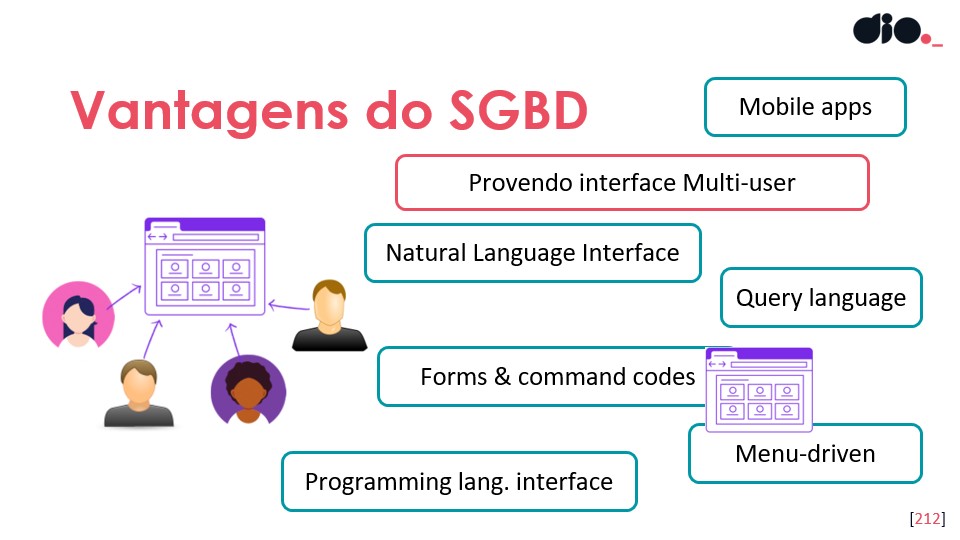 dio._
Vantagens do SGBD
Mobile apps
Provendo interface Multi-user
Natural Language Interface
Query language
Forms & command codes
Menu-driven
Programming lang. interface
[212]